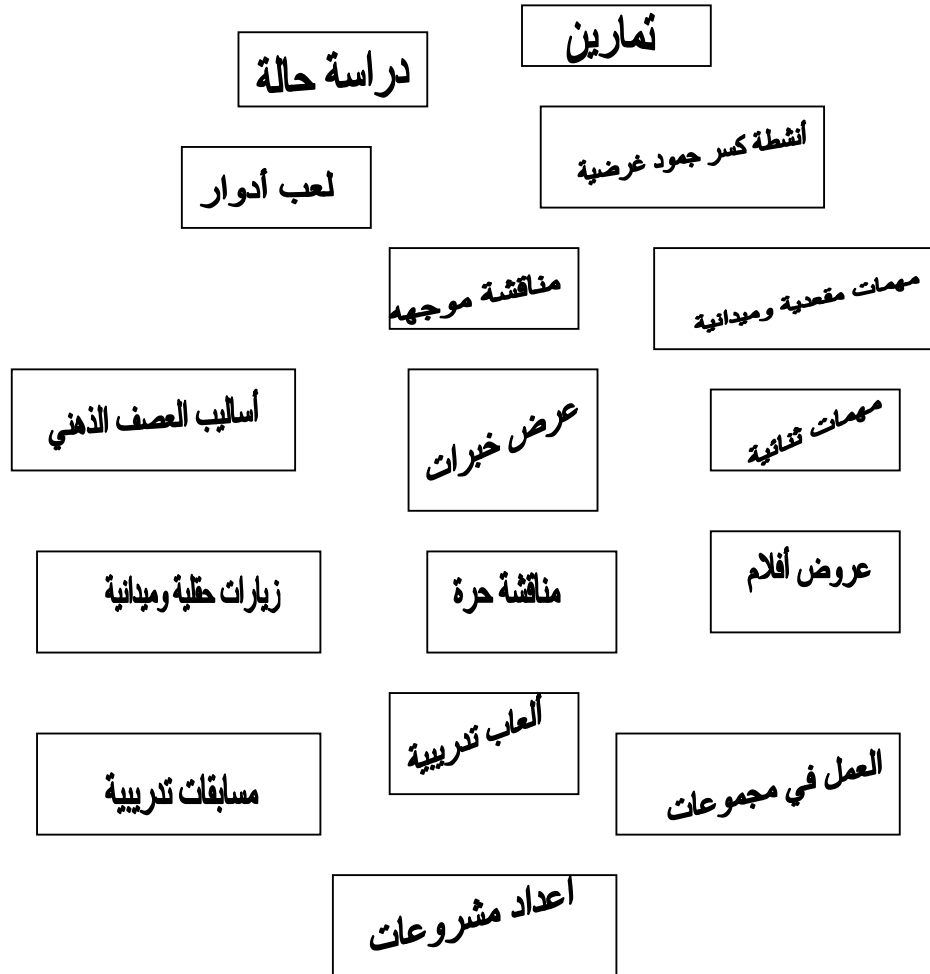 تمارين
دراسة حالة
أنشطة كسر جمود غرضية
لعب أدوار
مناقشة موجهه
مهمات مقعدية وميدانية
أساليب العصف الذهني
عرض خبرات
مهمات ثنائية
عروض أفلام
مناقشة حرة
زيارات حقلية وميدانية
ألعاب تدريبية
العمل في مجموعات
مسابقات تدريبية
اعداد مشروعات